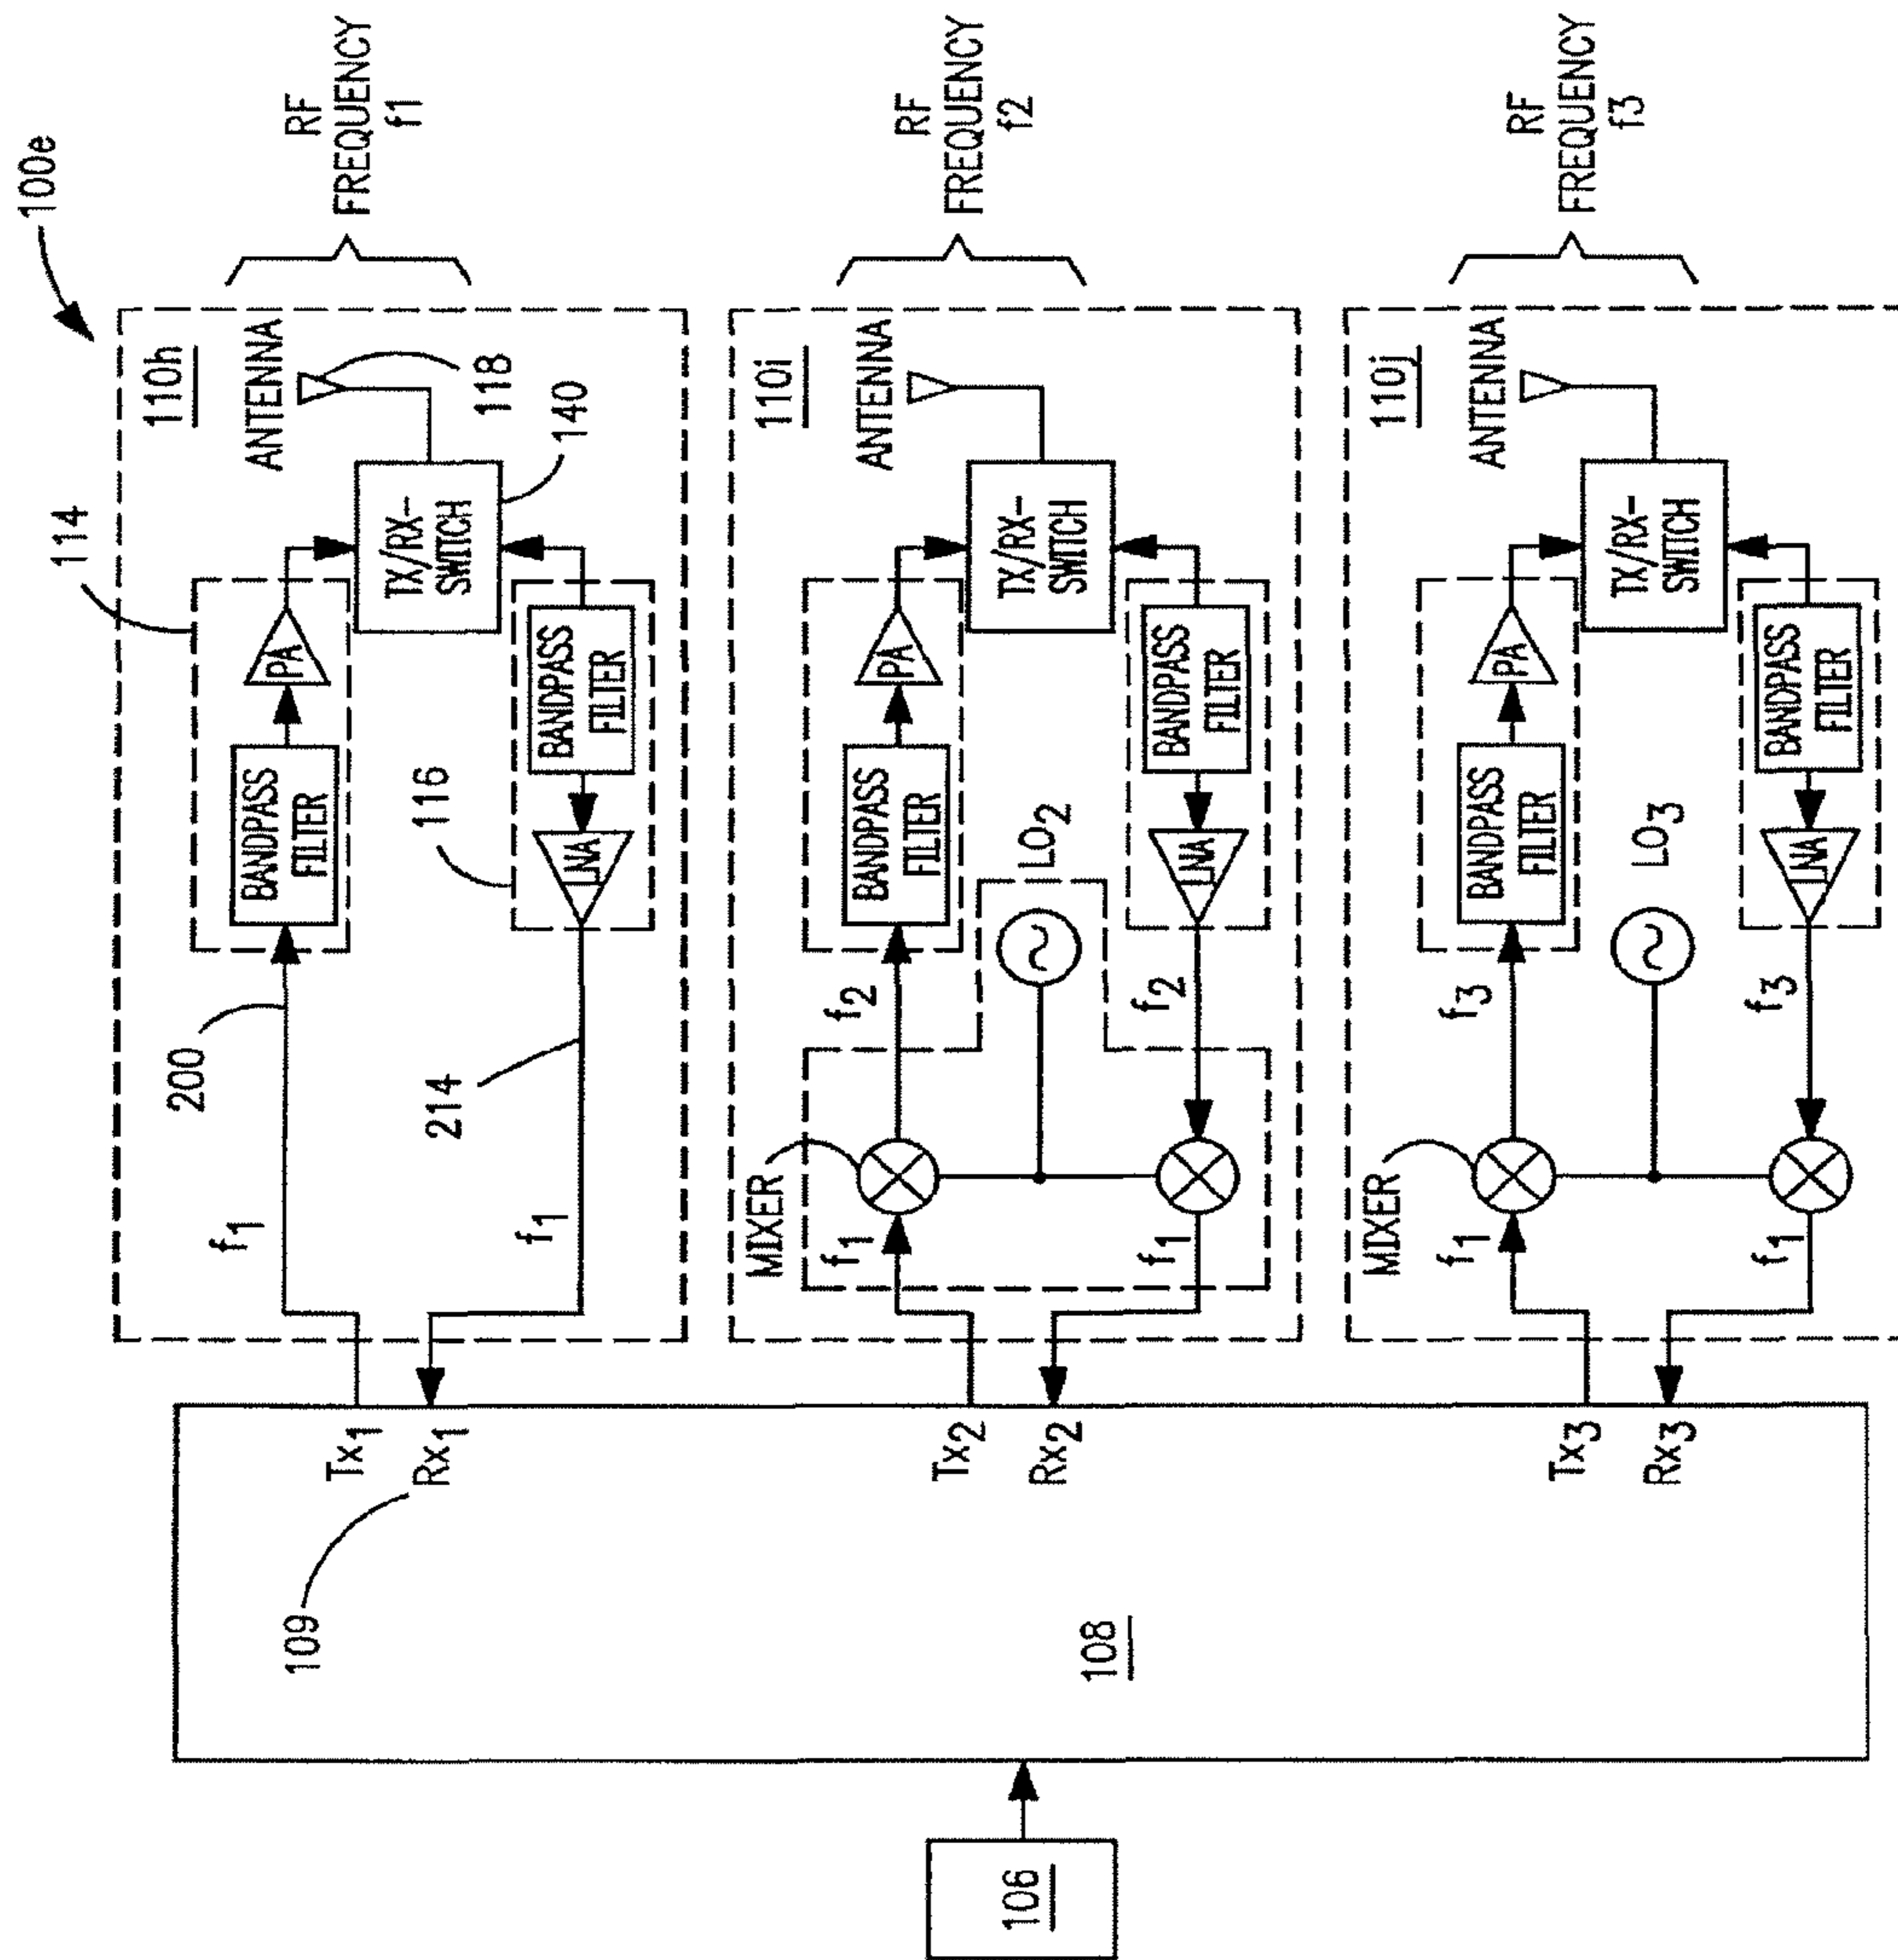 100e
110h
ANTENNA
118
114
BANDPASS
FILTER
PA
TX/RX-
SWITCH
140
BANDPASS
FILTER
LNA
116
200
214
f1
f1
Tx1
Rx1
109
RF
FREQUENCY
f1
110i
ANTENNA
BANDPASS
FILTER
PA
TX/RX-
SWITCH
BANDPASS
FILTER
LNA
LO2
f2
f2
MIXER
f1
f1
Tx2
Rx2
RF
FREQUENCY
f2
110j
ANTENNA
BANDPASS
FILTER
PA
TX/RX-
SWITCH
BANDPASS
FILTER
LNA
LO3
f3
f3
MIXER
f1
f1
Tx3
Rx3
RF
FREQUENCY
f3
108
106